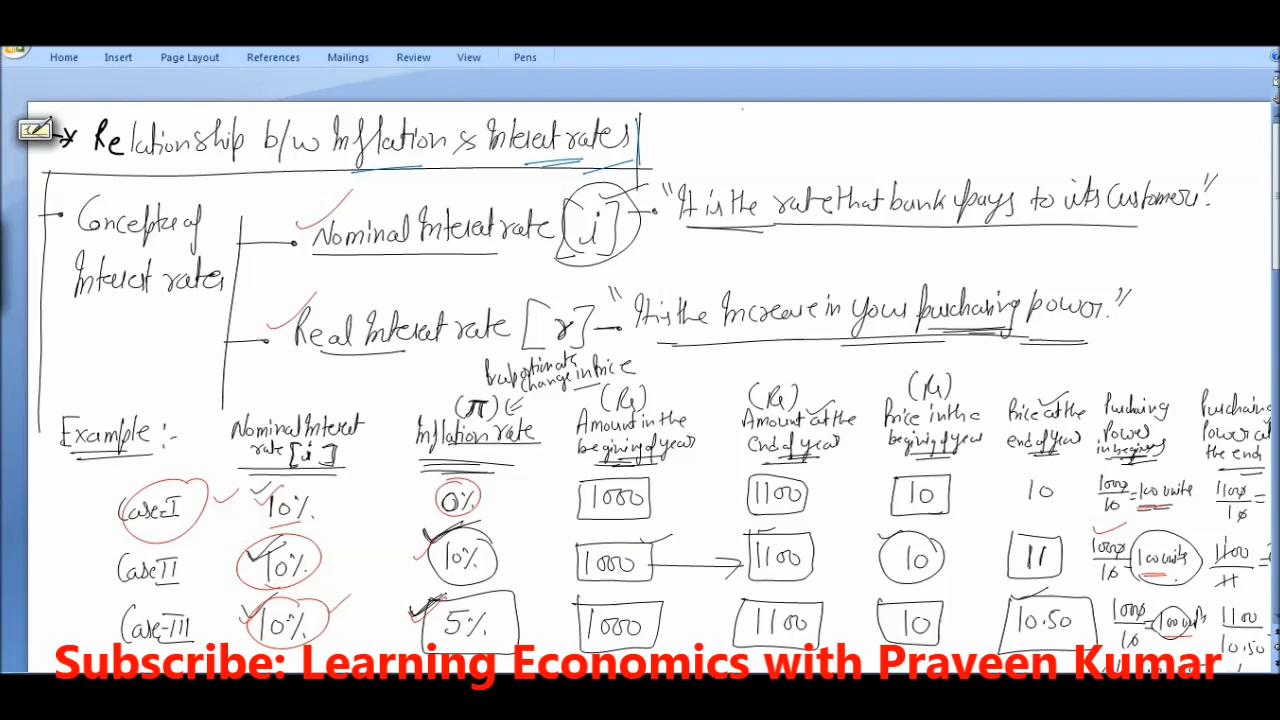 Home Insert Page Layout References Mailings Review View Pens
Relationship b/w Inflation & Interest rates
Concepts of Interest rates
Nominal Interest rate [i] "It is the rate that bank pays to its customer."
Real Interest rate [r] "It is the Increase in your purchasing power."
Proportionate change in Price
Example :-
Nominal Interest rate [i]
(π) Inflation rate
(Rs) Amount in the begining of year
(Rs) Amount at the end of year
(Rs) Price in the begining of year
Price at the end of year
Purchasing Power in begining
Purchasing Power at the end
Case-I 10% 0% 1000 1100 10 10 1000/10 = 100 units 1100/10 =
Case II 10% 10% 1000 1100 10 11 1000/10 = 100 units 1100/11 =
Case-III 10% 5% 1000 1100 10 10.50 1000/10 = 100 1100/10.50
Subscribe: Learning Economics with Praveen Kumar